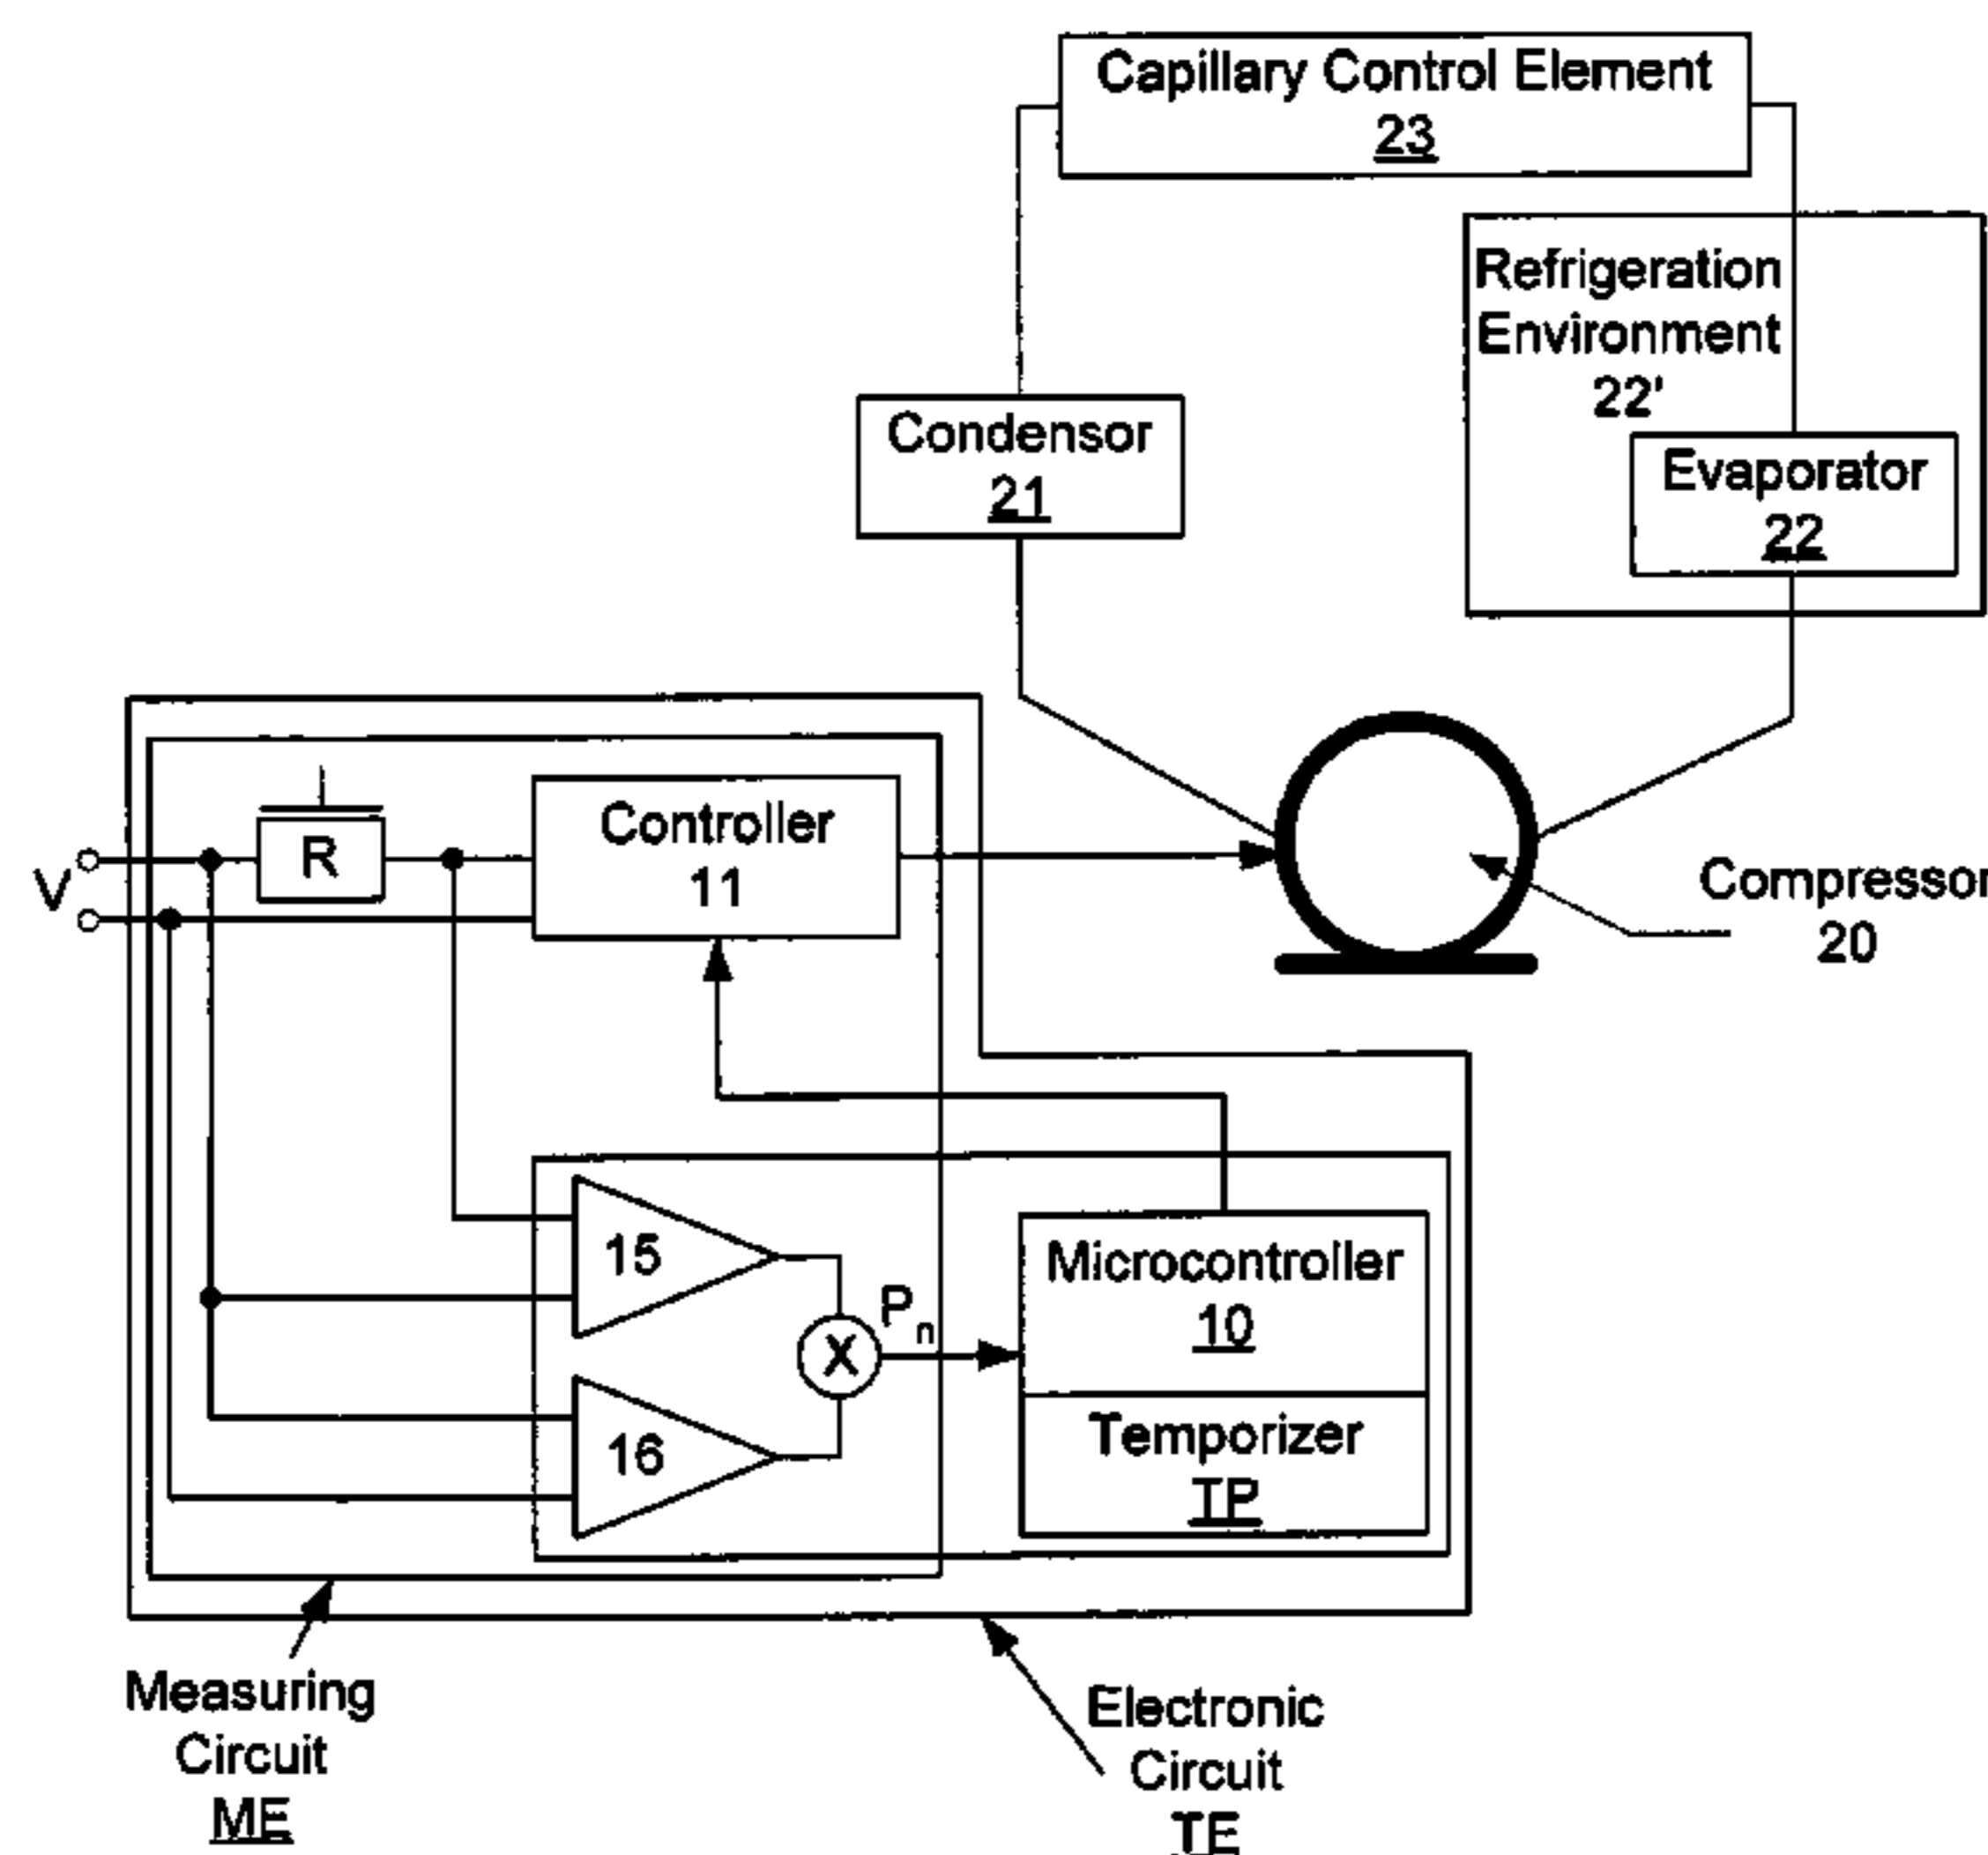 Capillary Control Element
23
Refrigeration
Environment
22'
Condensor
21
Evaporator
22
R
Controller
11
V
Compressor
20
15
Microcontroller
10
P n
X
16
Temporizer
TP
Measuring
Circuit
ME
Electronic
Circuit
TE